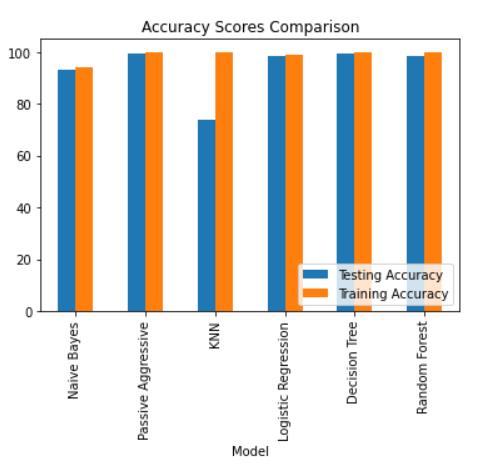 Accuracy Scores Comparison
100
80
60
40
20
0
Testing Accuracy
Training Accuracy
Naive Bayes
Passive Aggressive
KNN
Logistic Regression
Decision Tree
Random Forest
Model